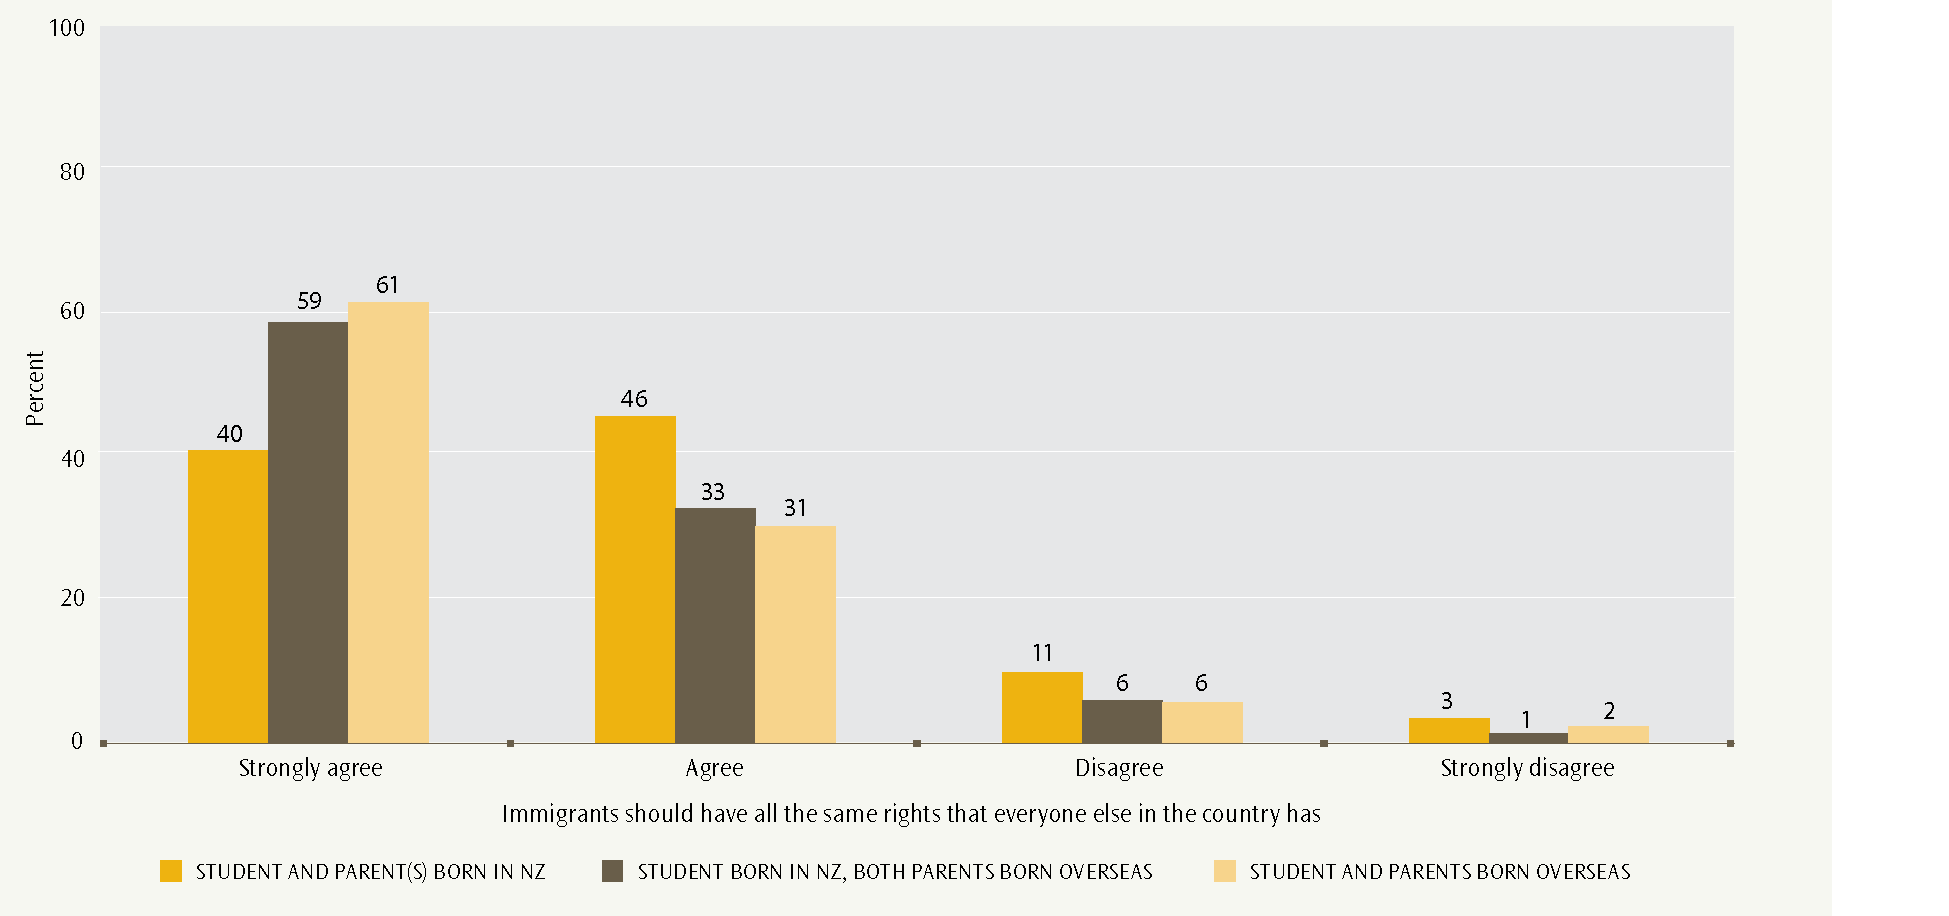 100
80
60
40
20
0
Percent
40
59
61
46
33
31
11
6
6
3
1
2
Strongly agree
Agree
Disagree
Strongly disagree
Immigrants should have all the same rights that everyone else in the country has
STUDENT AND PARENT(S) BORN IN NZ
STUDENT BORN IN NZ, BOTH PARENTS BORN OVERSEAS
STUDENT AND PARENTS BORN OVERSEAS